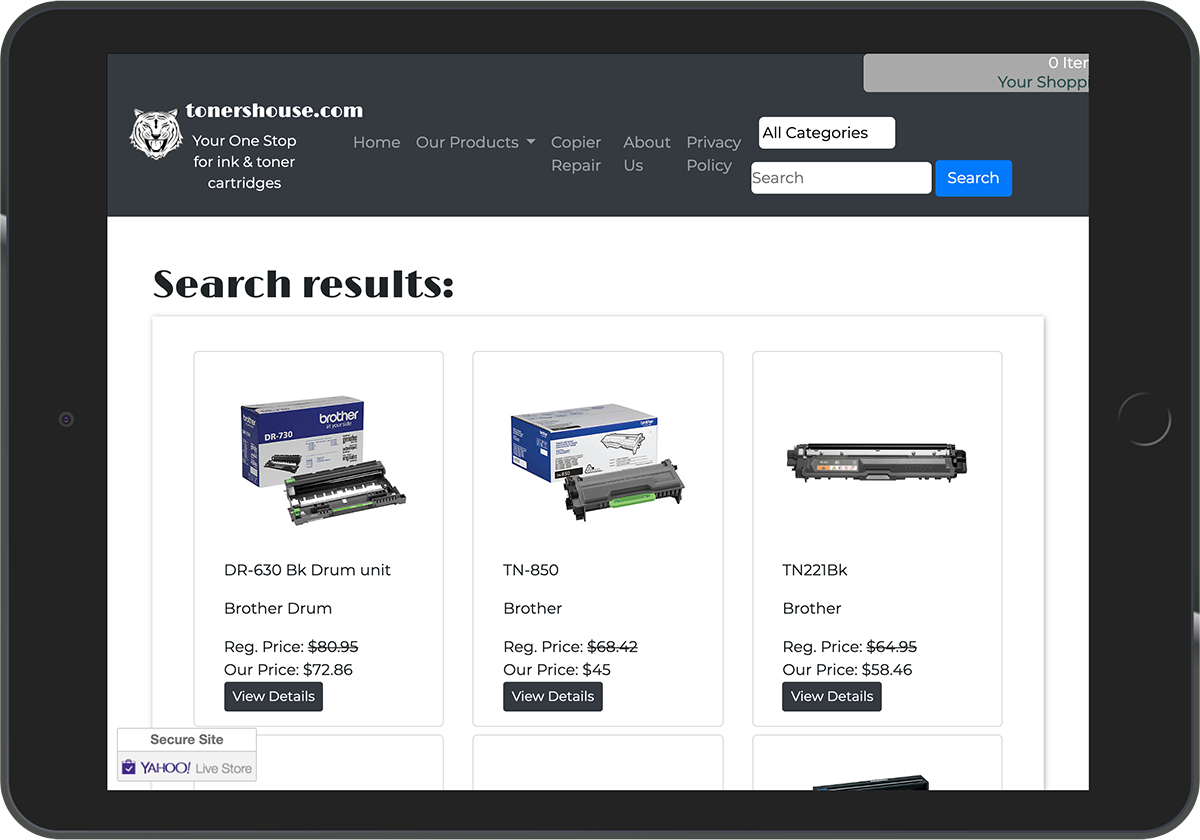 0 Iter
Your Shoppi
tonershouse.com
Your One Stop
for ink & toner
cartridges
Home
Our Products
Copier
Repair
About
Us
Privacy
Policy
All Categories
Search
Search
Search results:
brother
at your side
DR-730
DR-630 Bk Drum unit
Brother Drum
Reg. Price: $80.95
Our Price: $72.86
View Details
brother
850
TN-850
Brother
Reg. Price: $68.42
Our Price: $45
View Details
TN221Bk
Brother
Reg. Price: $64.95
Our Price: $58.46
View Details
Secure Site
YAHOO! Live Store